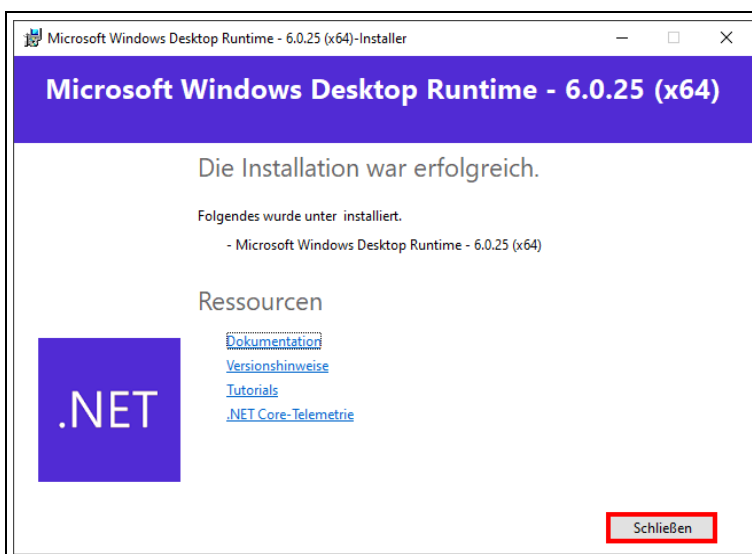 Microsoft Windows Desktop Runtime - 6.0.25 (x64)-Installer
Microsoft Windows Desktop Runtime - 6.0.25 (x64)
Die Installation war erfolgreich.
Folgendes wurde unter installiert.
- Microsoft Windows Desktop Runtime - 6.0.25 (x64)
Ressourcen
Dokumentation
Versionshinweise
Tutorials
.NET Core-Telemetrie
.NET
Schließen